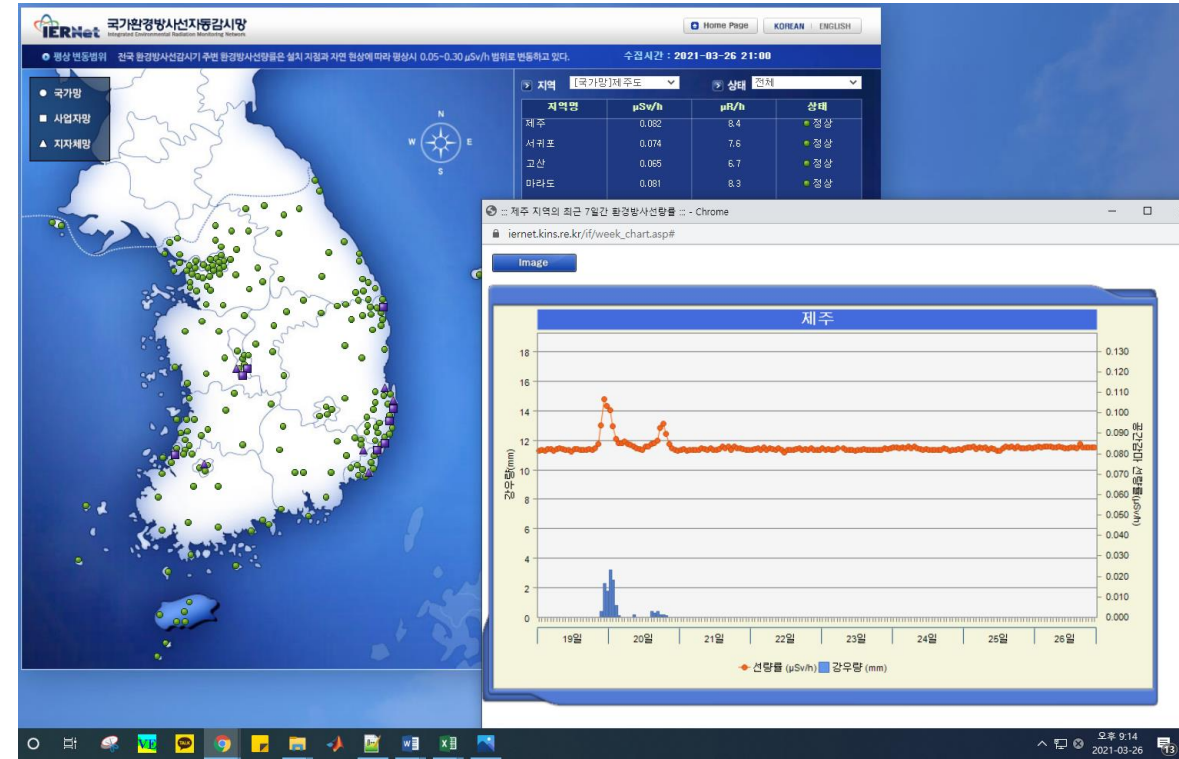 IERNet 국가환경방사선자동감시망
Integrated Environmental Radiation Monitoring Network
Home Page
KOREAN | ENGLISH
평상 변동범위 전국 환경방사선감시기 주변 환경방사선량률은 설치 지점과 자연 현상에 따라 평상시 0.05~0.30 μSv/h 범위로 변동하고 있다.
수집시간 : 2021-03-26 21:00
국가망
사업자망
지자체망
N
W E
S
지역 [국가망]제주도 상태 전체
지역명 μSv/h μR/h 상태
제주 0.082 8.4 정상
서귀포 0.074 7.6 정상
고산 0.065 6.7 정상
마라도 0.081 8.3 정상
::: 제주 지역의 최근 7일간 환경방사선량률 ::: - Chrome
iernet.kins.re.kr/if/week_chart.asp#
Image
제주
18
16
14
12
10
8
6
4
2
0
강우량(mm)
0.130
0.120
0.110
0.100
0.090
0.080
0.070
0.060
0.050
0.040
0.030
0.020
0.010
0.000
공간감마 선량률(μSv/h)
19일 20일 21일 22일 23일 24일 25일 26일
선량률 (μSv/h) 강우량 (mm)
VE
TALK
오후 9:14
2021-03-26
13